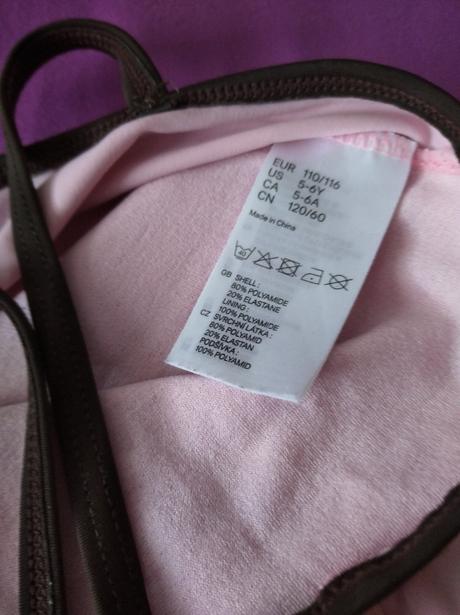 EUR 110/116
US 5-6Y
CA 5-6A
CN 120/60
Made in China
40
GB SHELL:
80% POLYAMIDE
20% ELASTANE
LINING:
100% POLYAMIDE
CZ SVRCHNÍ LÁTKA:
80% POLYAMID
20% ELASTAN
PODŠÍVKA:
100% POLYAMID